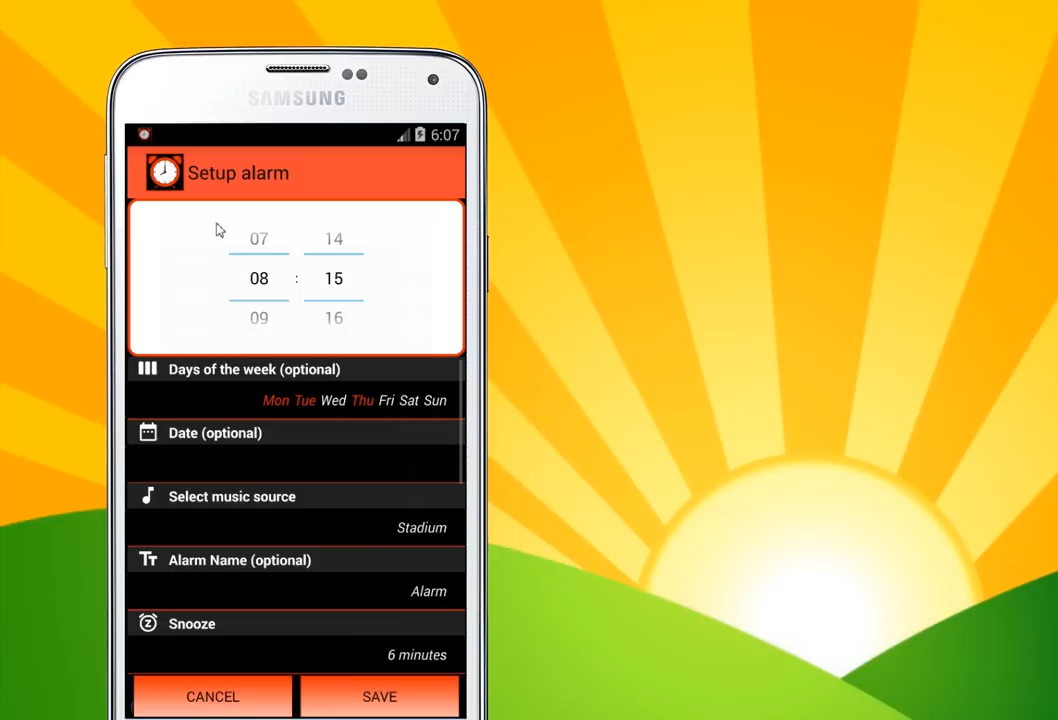 SAMSUNG
6:07
Setup alarm
07 14
08 : 15
09 16
Days of the week (optional)
Mon Tue Wed Thu Fri Sat Sun
Date (optional)
Select music source
Stadium
Alarm Name (optional)
Alarm
Snooze
6 minutes
CANCEL SAVE